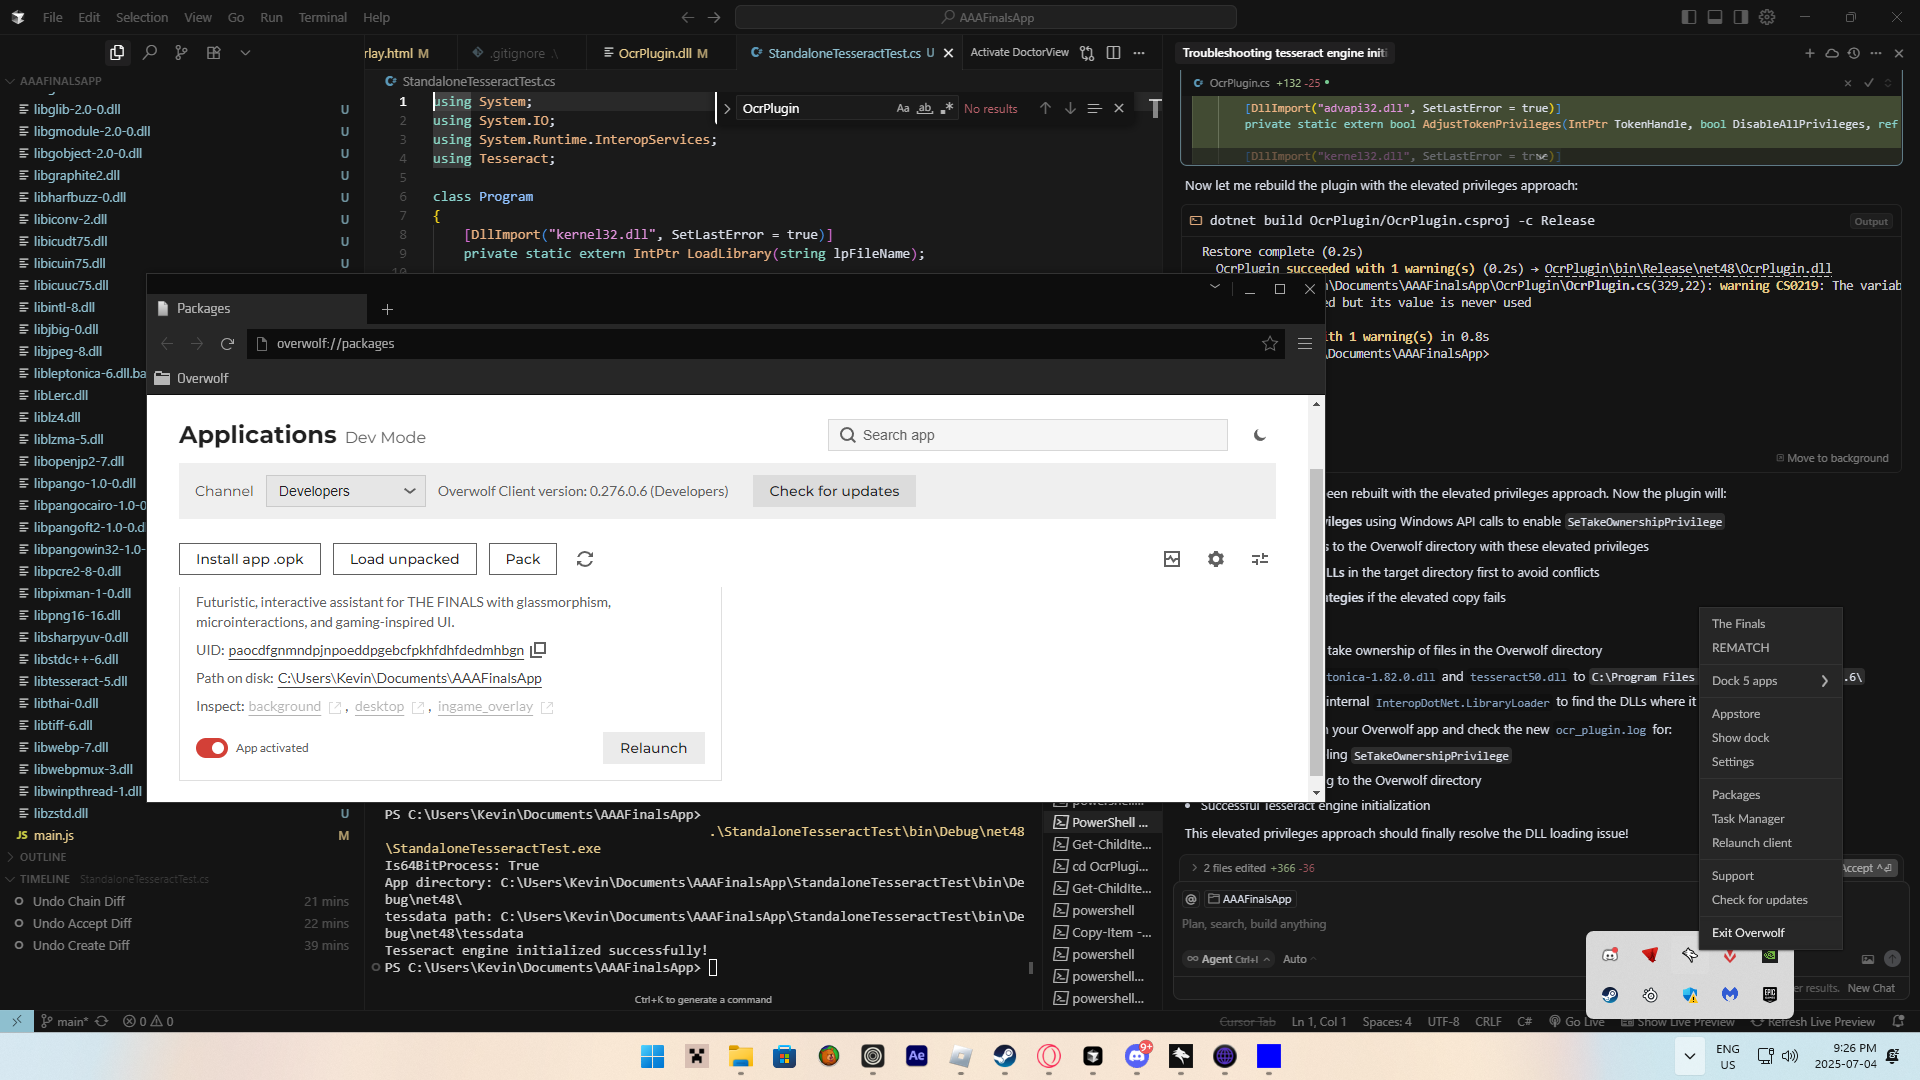 File Edit Selection View Go Run Terminal Help
AAAFinalsApp
AAAFINALSAPP
libglib-2.0-0.dll U
libgmodule-2.0-0.dll U
libgobject-2.0-0.dll U
libgraphite2.dll U
libharfbuzz-0.dll U
libiconv-2.dll U
libicudt75.dll U
libicuin75.dll U
libicuuc75.dll
libintl-8.dll
libjbig-0.dll
libjpeg-8.dll
libleptonica-6.dll.ba
libLerc.dll
liblz4.dll
liblzma-5.dll
libopenjp2-7.dll
libpango-1.0-0.dll
libpangocairo-1.0-0
libpangoft2-1.0-0.d
libpangowin32-1.0-
libpcre2-8-0.dll
libpixman-1-0.dll
libpng16-16.dll
libsharpyuv-0.dll
libstdc++-6.dll
libtesseract-5.dll
libthai-0.dll
libtiff-6.dll
libwebp-7.dll
libwebpmux-3.dll
libwinpthread-1.dll
libzstd.dll U
JS main.js M
OUTLINE
TIMELINE StandaloneTesseractTest.cs
Undo Chain Diff 21 mins
Undo Accept Diff 22 mins
Undo Create Diff 39 mins
rlay.html M
.gitignore
OcrPlugin.dll M
StandaloneTesseractTest.cs U
Activate DoctorView
StandaloneTesseractTest.cs
OcrPlugin Aa ab No results
1 using System;
2 using System.IO;
3 using System.Runtime.InteropServices;
4 using Tesseract;
5
6 class Program
7 {
8 [DllImport("kernel32.dll", SetLastError = true)]
9 private static extern IntPtr LoadLibrary(string lpFileName);
10
Packages
overwolf://packages
Overwolf
Applications Dev Mode
Search app
Channel Developers Overwolf Client version: 0.276.0.6 (Developers) Check for updates
Install app .opk Load unpacked Pack
Futuristic, interactive assistant for THE FINALS with glassmorphism,
microinteractions, and gaming-inspired UI.
UID: paocdfgnmndpjnpoeddpgebcfpkhfdhfdedmhbgn
Path on disk: C:\Users\Kevin\Documents\AAAFinalsApp
Inspect: background , desktop , ingame_overlay
App activated Relaunch
PS C:\Users\Kevin\Documents\AAAFinalsApp>
.\StandaloneTesseractTest\bin\Debug\net48
\StandaloneTesseractTest.exe
Is64BitProcess: True
App directory: C:\Users\Kevin\Documents\AAAFinalsApp\StandaloneTesseractTest\bin\De
bug\net48\
tessdata path: C:\Users\Kevin\Documents\AAAFinalsApp\StandaloneTesseractTest\bin\De
bug\net48\tessdata
Tesseract engine initialized successfully!
PS C:\Users\Kevin\Documents\AAAFinalsApp>
Ctrl+K to generate a command
powershell...
PowerShell ...
Get-ChildIte...
cd OcrPlugi...
Get-ChildIte...
powershell
Copy-Item -...
powershell
powershell...
powershell...
Troubleshooting tesseract engine initi
OcrPlugin.cs +132 -25
[DllImport("advapi32.dll", SetLastError = true)]
private static extern bool AdjustTokenPrivileges(IntPtr TokenHandle, bool DisableAllPrivileges, ref
[DllImport("kernel32.dll", SetLastError = true)]
Now let me rebuild the plugin with the elevated privileges approach:
dotnet build OcrPlugin/OcrPlugin.csproj -c Release Output
Restore complete (0.2s)
OcrPlugin succeeded with 1 warning(s) (0.2s) → OcrPlugin\bin\Release\net48\OcrPlugin.dll
\Documents\AAAFinalsApp\OcrPlugin\OcrPlugin.cs(329,22): warning CS0219: The variab
d but its value is never used
ith 1 warning(s) in 0.8s
\Documents\AAAFinalsApp>
Move to background
een rebuilt with the elevated privileges approach. Now the plugin will:
vileges using Windows API calls to enable SeTakeOwnershipPrivilege
s to the Overwolf directory with these elevated privileges
LLs in the target directory first to avoid conflicts
tegies if the elevated copy fails
take ownership of files in the Overwolf directory
tonica-1.82.0.dll and tesseract50.dll to C:\Program Files .6\
internal InteropDotNet.LibraryLoader to find the DLLs where it
your Overwolf app and check the new ocr_plugin.log for:
ling SeTakeOwnershipPrivilege
g to the Overwolf directory
Successful Tesseract engine initialization
This elevated privileges approach should finally resolve the DLL loading issue!
2 files edited +366 -36 Accept
AAAFinalsApp
Plan, search, build anything
Agent Ctrl+I Auto
er results. New Chat
The Finals
REMATCH
Dock 5 apps
Appstore
Show dock
Settings
Packages
Task Manager
Relaunch client
Support
Check for updates
Exit Overwolf
main* 0 0
Cursor Tab Ln 1, Col 1 Spaces: 4 UTF-8 CRLF C# Go Live Show Live Preview Refresh Live Preview
Ae
9+
EPIC
ENG
US
9:26 PM
2025-07-04